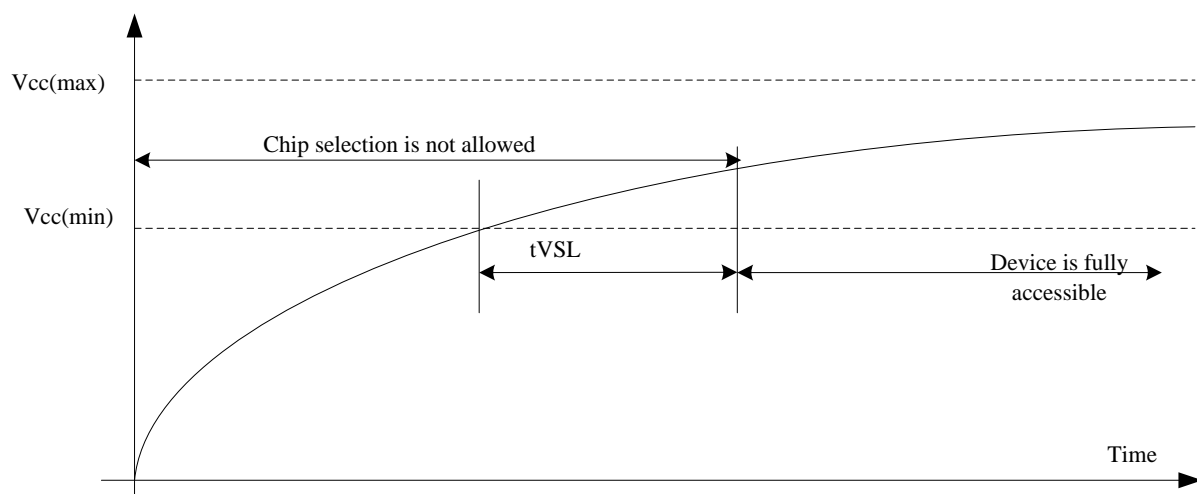 Vcc(max)
Chip selection is not allowed
Vcc(min)
tVSL
Device is fully
accessible
Time